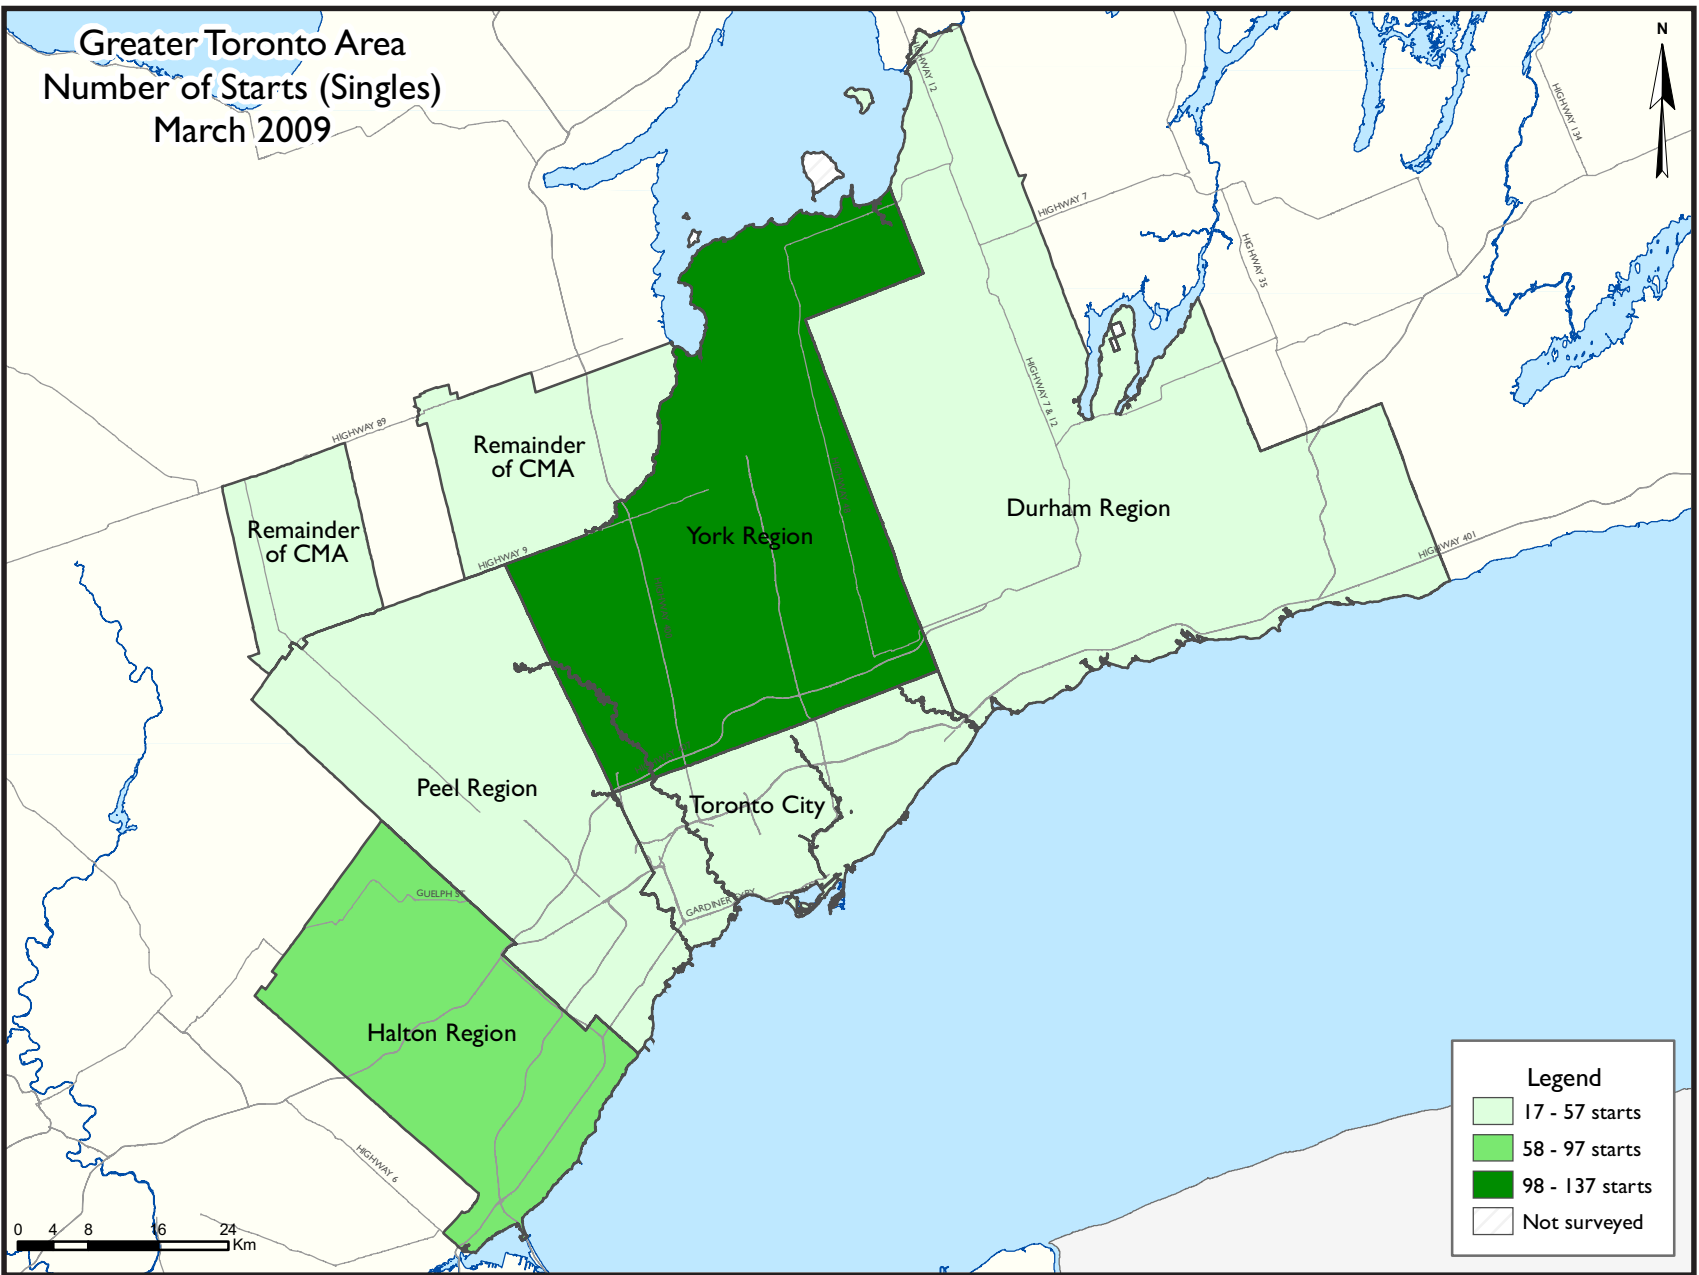 Greater Toronto Area
Number of Starts (Singles)
March 2009
N
HIGHWAY 12
HIGHWAY 134
HIGHWAY 7
HIGHWAY 35
HIGHWAY 7 & 12
HIGHWAY 89
Remainder
of CMA
Remainder
of CMA
Durham Region
York Region
HIGHWAY 401
HIGHWAY 9
Peel Region
Toronto City
GUELPH ST
Halton Region
HIGHWAY 6
Legend
17 - 57 starts
58 - 97 starts
98 - 137 starts
Not surveyed
0 4 8 16 24
Km